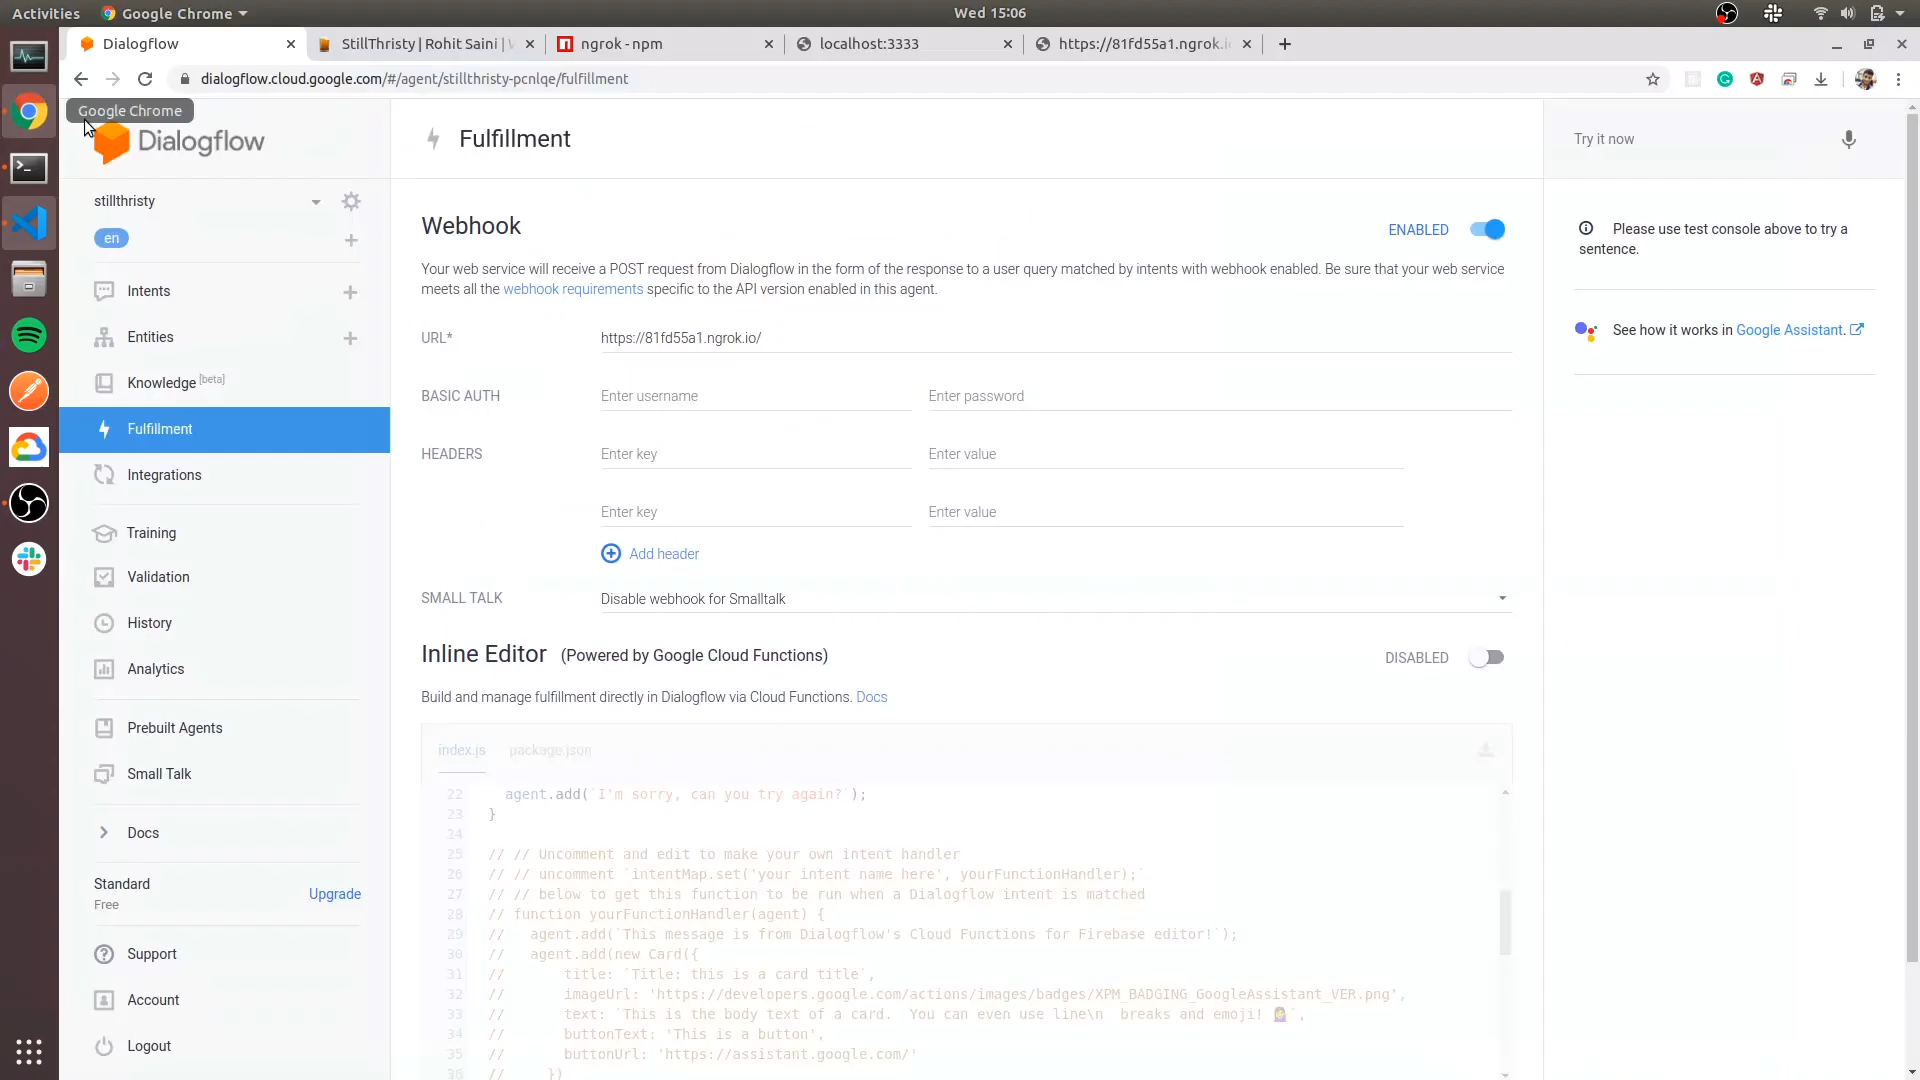 Activities
Google Chrome
Wed 15:06
Dialogflow
StillThristy | Rohit Saini |
ngrok - npm
localhost:3333
https://81fd55a1.ngrok.i
dialogflow.cloud.google.com/#/agent/stillthristy-pcnlqe/fulfillment
Google Chrome
Dialogflow
stillthristy
en
Intents
Entities
Knowledge [beta]
Fulfillment
Integrations
Training
Validation
History
Analytics
Prebuilt Agents
Small Talk
Docs
Standard
Free
Upgrade
Support
Account
Logout
Fulfillment
Webhook
ENABLED
Your web service will receive a POST request from Dialogflow in the form of the response to a user query matched by intents with webhook enabled. Be sure that your web service
meets all the webhook requirements specific to the API version enabled in this agent.
URL*
https://81fd55a1.ngrok.io/
BASIC AUTH
Enter username
Enter password
HEADERS
Enter key
Enter value
Enter key
Enter value
Add header
SMALL TALK
Disable webhook for Smalltalk
Inline Editor (Powered by Google Cloud Functions)
DISABLED
Build and manage fulfillment directly in Dialogflow via Cloud Functions. Docs
index.js
package.json
22 agent.add(`I'm sorry, can you try again?`);
23 }
24
25 // // Uncomment and edit to make your own intent handler
26 // // uncomment `intentMap.set('your intent name here', yourFunctionHandler);`
27 // // below to get this function to be run when a Dialogflow intent is matched
28 // function yourFunctionHandler(agent) {
29 // agent.add(`This message is from Dialogflow's Cloud Functions for Firebase editor!`);
30 // agent.add(new Card({
31 // title: `Title: this is a card title`,
32 // imageUrl: 'https://developers.google.com/actions/images/badges/XPM_BADGING_GoogleAssistant_VER.png',
33 // text: `This is the body text of a card. You can even use line\n breaks and emoji! 💁`,
34 // buttonText: 'This is a button',
35 // buttonUrl: 'https://assistant.google.com/'
36 // })
Try it now
Please use test console above to try a
sentence.
See how it works in Google Assistant.